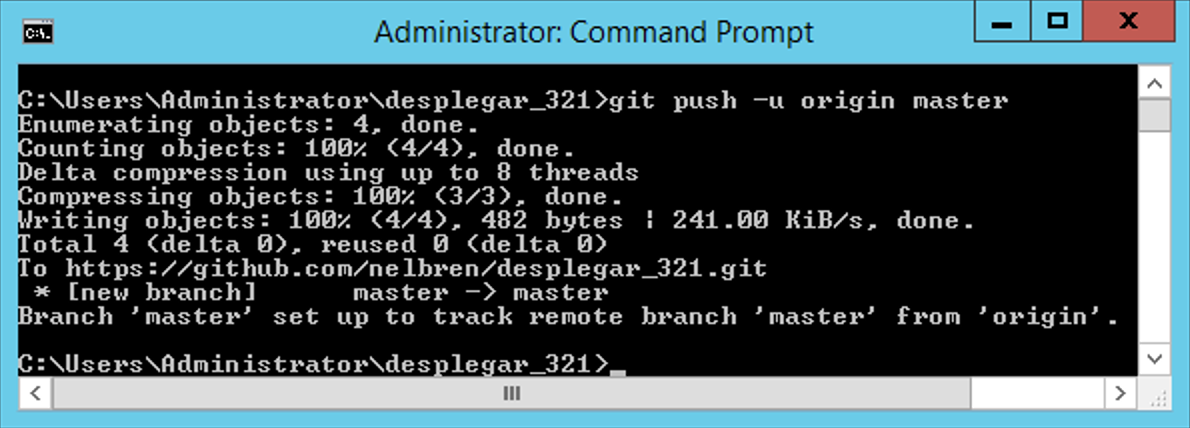 Administrator: Command Prompt
C:\Users\Administrator\desplegar_321>git push -u origin master
Enumerating objects: 4, done.
Counting objects: 100% (4/4), done.
Delta compression using up to 8 threads
Compressing objects: 100% (3/3), done.
Writing objects: 100% (4/4), 482 bytes | 241.00 KiB/s, done.
Total 4 (delta 0), reused 0 (delta 0)
To https://github.com/nelbren/desplegar_321.git
 * [new branch]      master -> master
Branch 'master' set up to track remote branch 'master' from 'origin'.
C:\Users\Administrator\desplegar_321>_